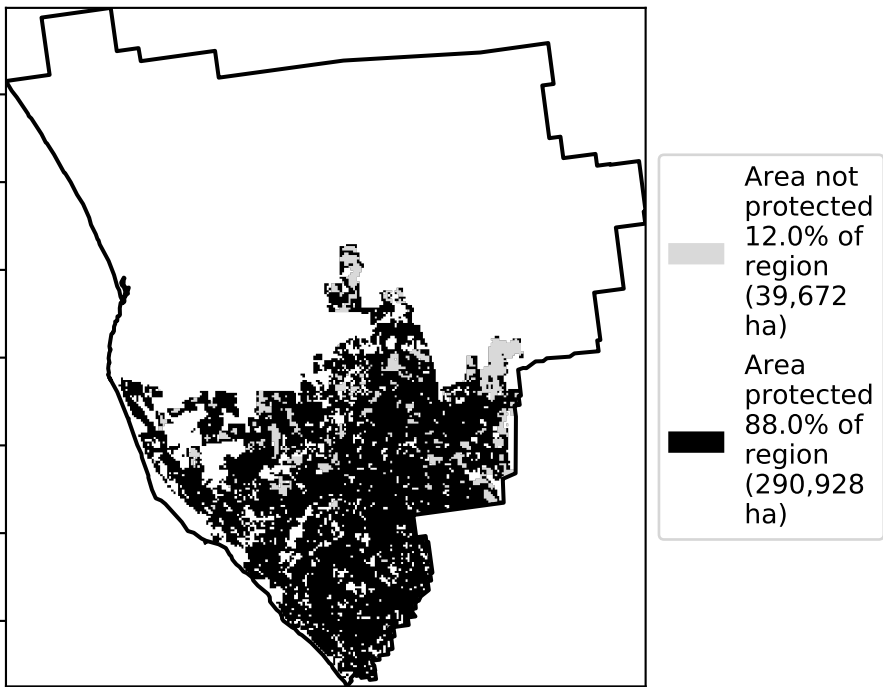 Area not
protected
12.0% of
region
(39,672
ha)
Area
protected
88.0% of
region
(290,928
ha)